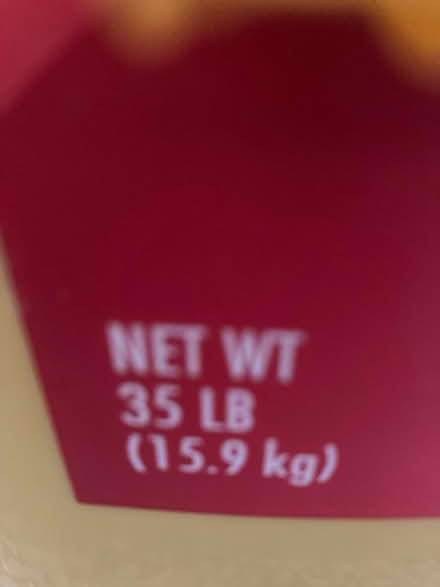 NET WT
35 LB
(15.9 kg)